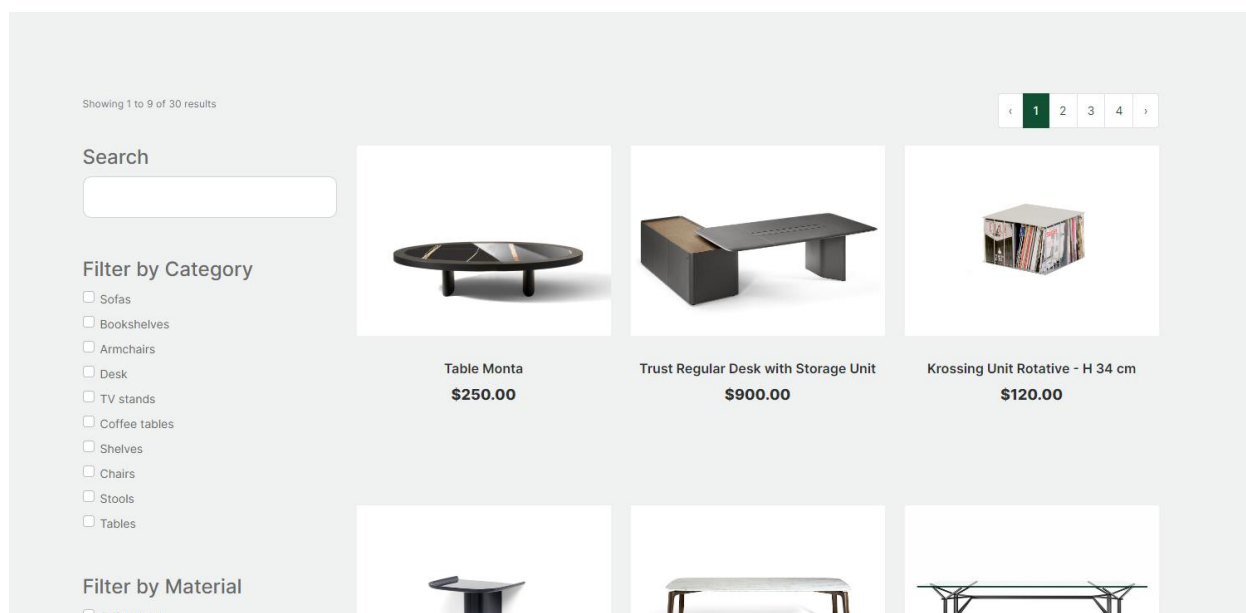 Showing 1 to 9 of 30 results
‹ 1 2 3 4 ›
Search
Filter by Category
Sofas
Bookshelves
Armchairs
Desk
TV stands
Coffee tables
Shelves
Chairs
Stools
Tables
Filter by Material
Table Monta
$250.00
Trust Regular Desk with Storage Unit
$900.00
Krossing Unit Rotative - H 34 cm
$120.00